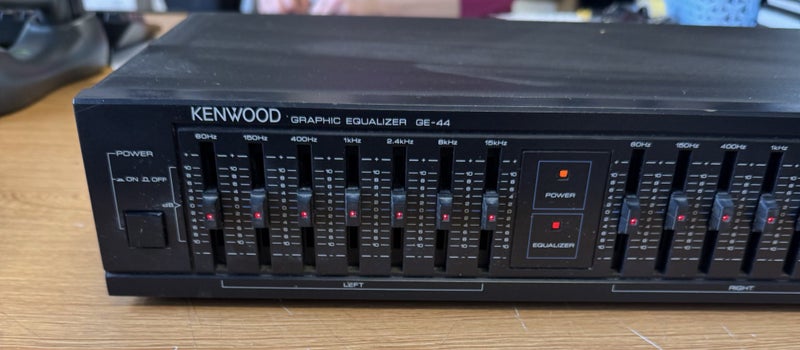 KENWOOD GRAPHIC EQUALIZER GE-44
60Hz 150Hz 400Hz 1kHz 2.4kHz 6kHz 15kHz
60Hz 150Hz 400Hz 1kHz
POWER
ON OFF
dB
POWER
EQUALIZER
LEFT
RIGHT